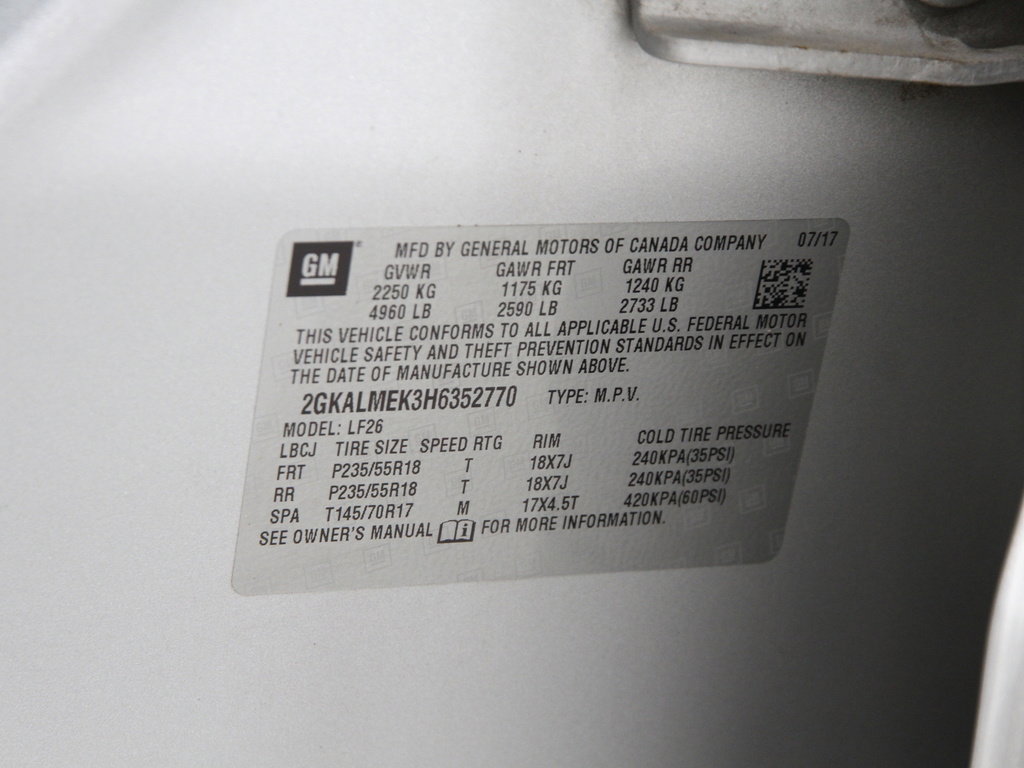 GM
MFD BY GENERAL MOTORS OF CANADA COMPANY 07/17
GVWR GAWR FRT GAWR RR
2250 KG 1175 KG 1240 KG
4960 LB 2590 LB 2733 LB
THIS VEHICLE CONFORMS TO ALL APPLICABLE U.S. FEDERAL MOTOR
VEHICLE SAFETY AND THEFT PREVENTION STANDARDS IN EFFECT ON
THE DATE OF MANUFACTURE SHOWN ABOVE.
2GKALMEK3H6352770 TYPE: M.P.V.
MODEL: LF26
LBCJ TIRE SIZE SPEED RTG RIM COLD TIRE PRESSURE
FRT P235/55R18 T 18X7J 240KPA(35PSI)
RR P235/55R18 T 18X7J 240KPA(35PSI)
SPA T145/70R17 M 17X4.5T 420KPA(60PSI)
SEE OWNER'S MANUAL i FOR MORE INFORMATION.